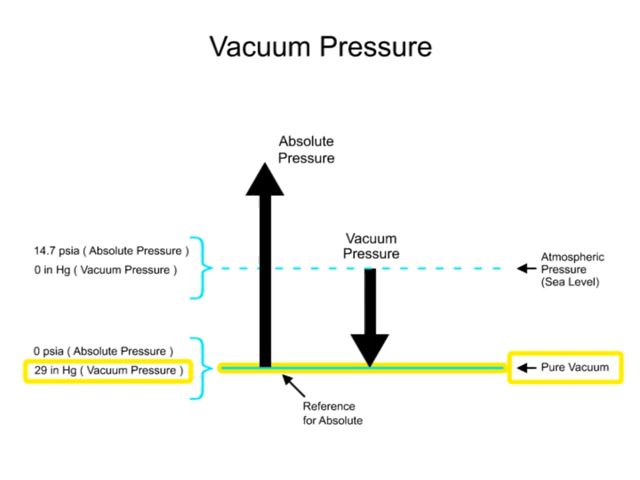 Vacuum Pressure
Absolute
Pressure
Vacuum
Pressure
14.7 psia ( Absolute Pressure )
0 in Hg ( Vacuum Pressure )
Atmospheric
Pressure
(Sea Level)
0 psia ( Absolute Pressure )
29 in Hg ( Vacuum Pressure )
Pure Vacuum
Reference
for Absolute